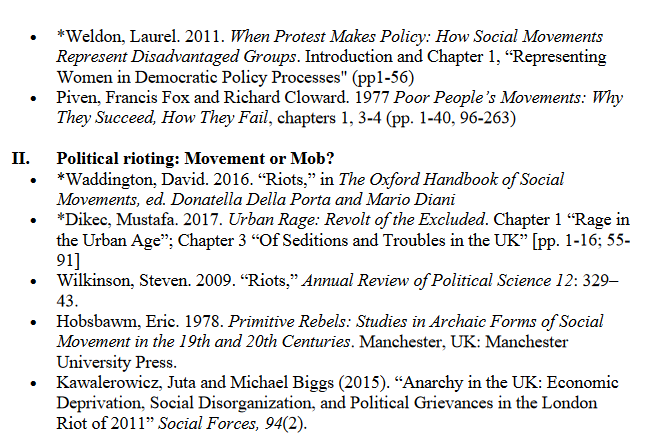 • *Weldon, Laurel. 2011. When Protest Makes Policy: How Social Movements
Represent Disadvantaged Groups. Introduction and Chapter 1, “Representing
Women in Democratic Policy Processes" (pp1-56)
• Piven, Francis Fox and Richard Cloward. 1977 Poor People’s Movements: Why
They Succeed, How They Fail, chapters 1, 3-4 (pp. 1-40, 96-263)
II. Political rioting: Movement or Mob?
• *Waddington, David. 2016. “Riots,” in The Oxford Handbook of Social
Movements, ed. Donatella Della Porta and Mario Diani
• *Dikec, Mustafa. 2017. Urban Rage: Revolt of the Excluded. Chapter 1 “Rage in
the Urban Age”; Chapter 3 “Of Seditions and Troubles in the UK” [pp. 1-16; 55-
91]
• Wilkinson, Steven. 2009. “Riots,” Annual Review of Political Science 12: 329–
43.
• Hobsbawm, Eric. 1978. Primitive Rebels: Studies in Archaic Forms of Social
Movement in the 19th and 20th Centuries. Manchester, UK: Manchester
University Press.
• Kawalerowicz, Juta and Michael Biggs (2015). “Anarchy in the UK: Economic
Deprivation, Social Disorganization, and Political Grievances in the London
Riot of 2011” Social Forces, 94(2).